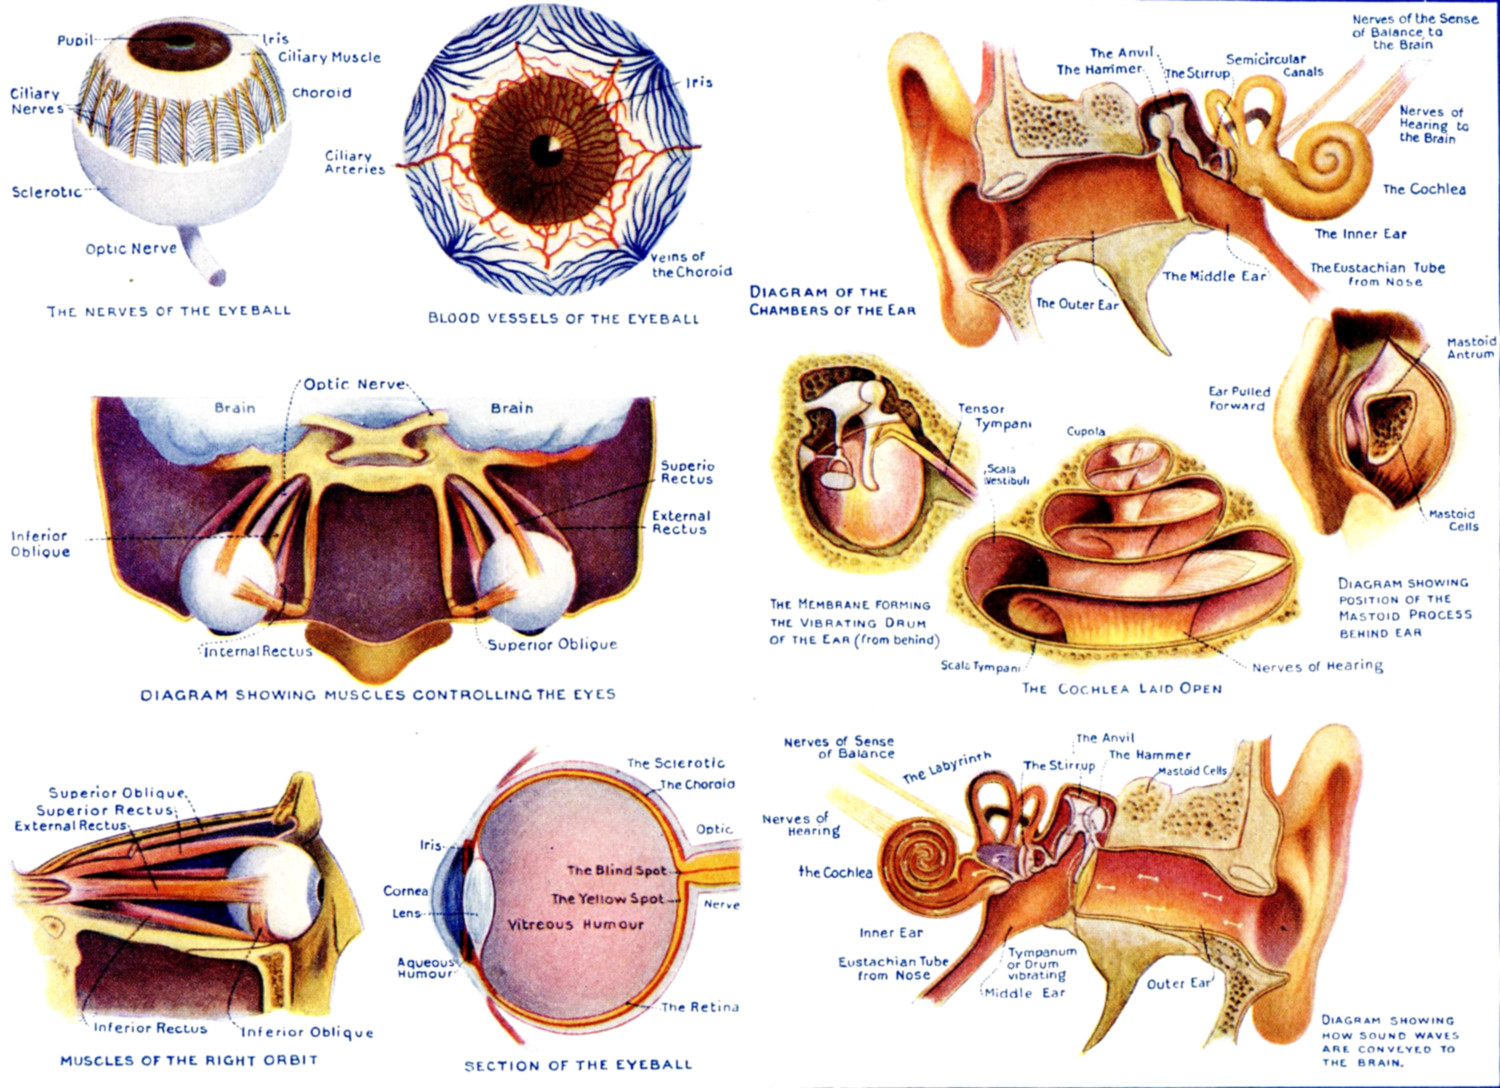 Pupil
Iris
Ciliary Muscle
Ciliary
Nerves
Choroid
Sclerotic
Optic Nerve
THE NERVES OF THE EYEBALL
Iris
Ciliary
Arteries
Veins of
the Choroid
BLOOD VESSELS OF THE EYEBALL
Optic Nerve
Brain
Brain
Superio
Rectus
External
Rectus
Inferior
Oblique
Internal Rectus
Superior Oblique
DIAGRAM SHOWING MUSCLES CONTROLLING THE EYES
Superior Oblique
Superior Rectus
External Rectus
Inferior Rectus
Inferior Oblique
MUSCLES OF THE RIGHT ORBIT
The Sclerotic
The Choroid
Optic
Iris
The Blind Spot
Cornea
The Yellow Spot
Nerve
Lens
Vitreous Humour
Aqueous
Humour
The Retina
SECTION OF THE EYEBALL
Nerves of the Sense
of Balance to
the Brain
The Anvil
The Hammer
The Stirrup
Semicircular
Canals
Nerves of
Hearing to
the Brain
The Cochlea
The Inner Ear
The Middle Ear
The Eustachian Tube
from Nose
The Outer Ear
DIAGRAM OF THE
CHAMBERS OF THE EAR
Mastoid
Antrum
Ear Pulled
Forward
Mastoid
Cells
DIAGRAM SHOWING
POSITION OF THE
MASTOID PROCESS
BEHIND EAR
Tensor
Tympani
THE MEMBRANE FORMING
THE VIBRATING DRUM
OF THE EAR (from behind)
Cupola
Scala
Vestibuli
Scala Tympani
Nerves of Hearing
THE COCHLEA LAID OPEN
Nerves of Sense
of Balance
The Labyrinth
The Stirrup
The Anvil
The Hammer
Mastoid Cells
Nerves of
Hearing
the Cochlea
Inner Ear
Eustachian Tube
from Nose
Tympanum
or Drum
vibrating
Middle Ear
Outer Ear
DIAGRAM SHOWING
HOW SOUND WAVES
ARE CONVEYED TO
THE BRAIN.